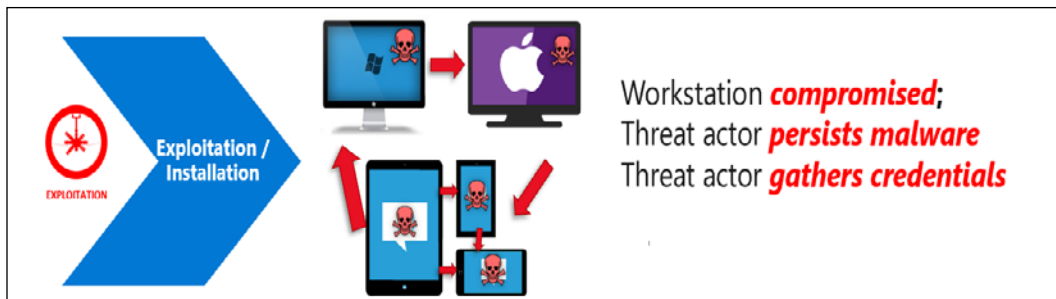 EXPLOITATION
Exploitation /
Installation
Workstation compromised;
Threat actor persists malware
Threat actor gathers credentials